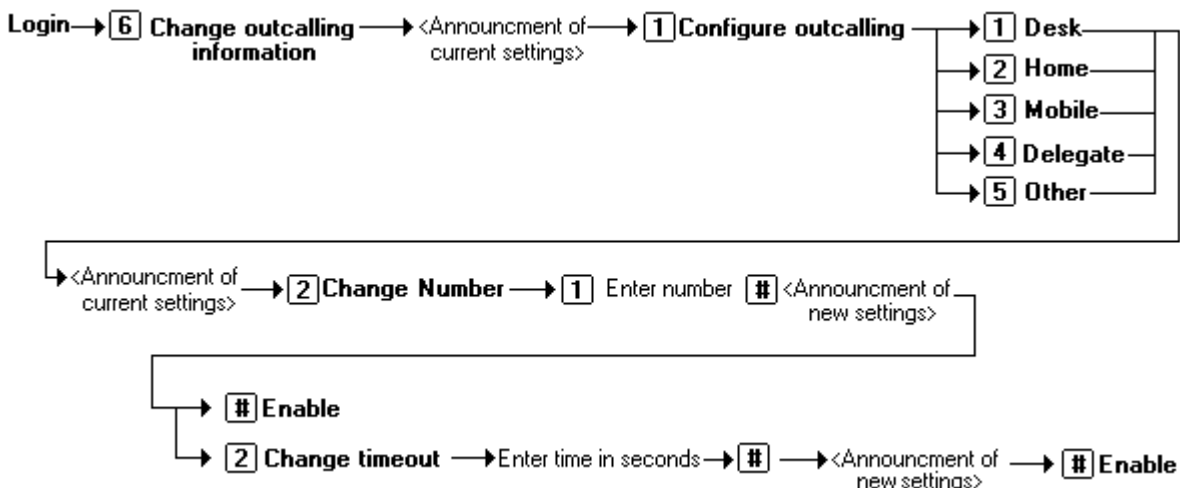 Login 6 Change outcalling information <Announcment of current settings> 1 Configure outcalling 1 Desk
2 Home
3 Mobile
4 Delegate
5 Other
<Announcment of current settings> 2 Change Number 1 Enter number # <Announcment of new settings>
# Enable
2 Change timeout Enter time in seconds # <Announcment of new settings> # Enable